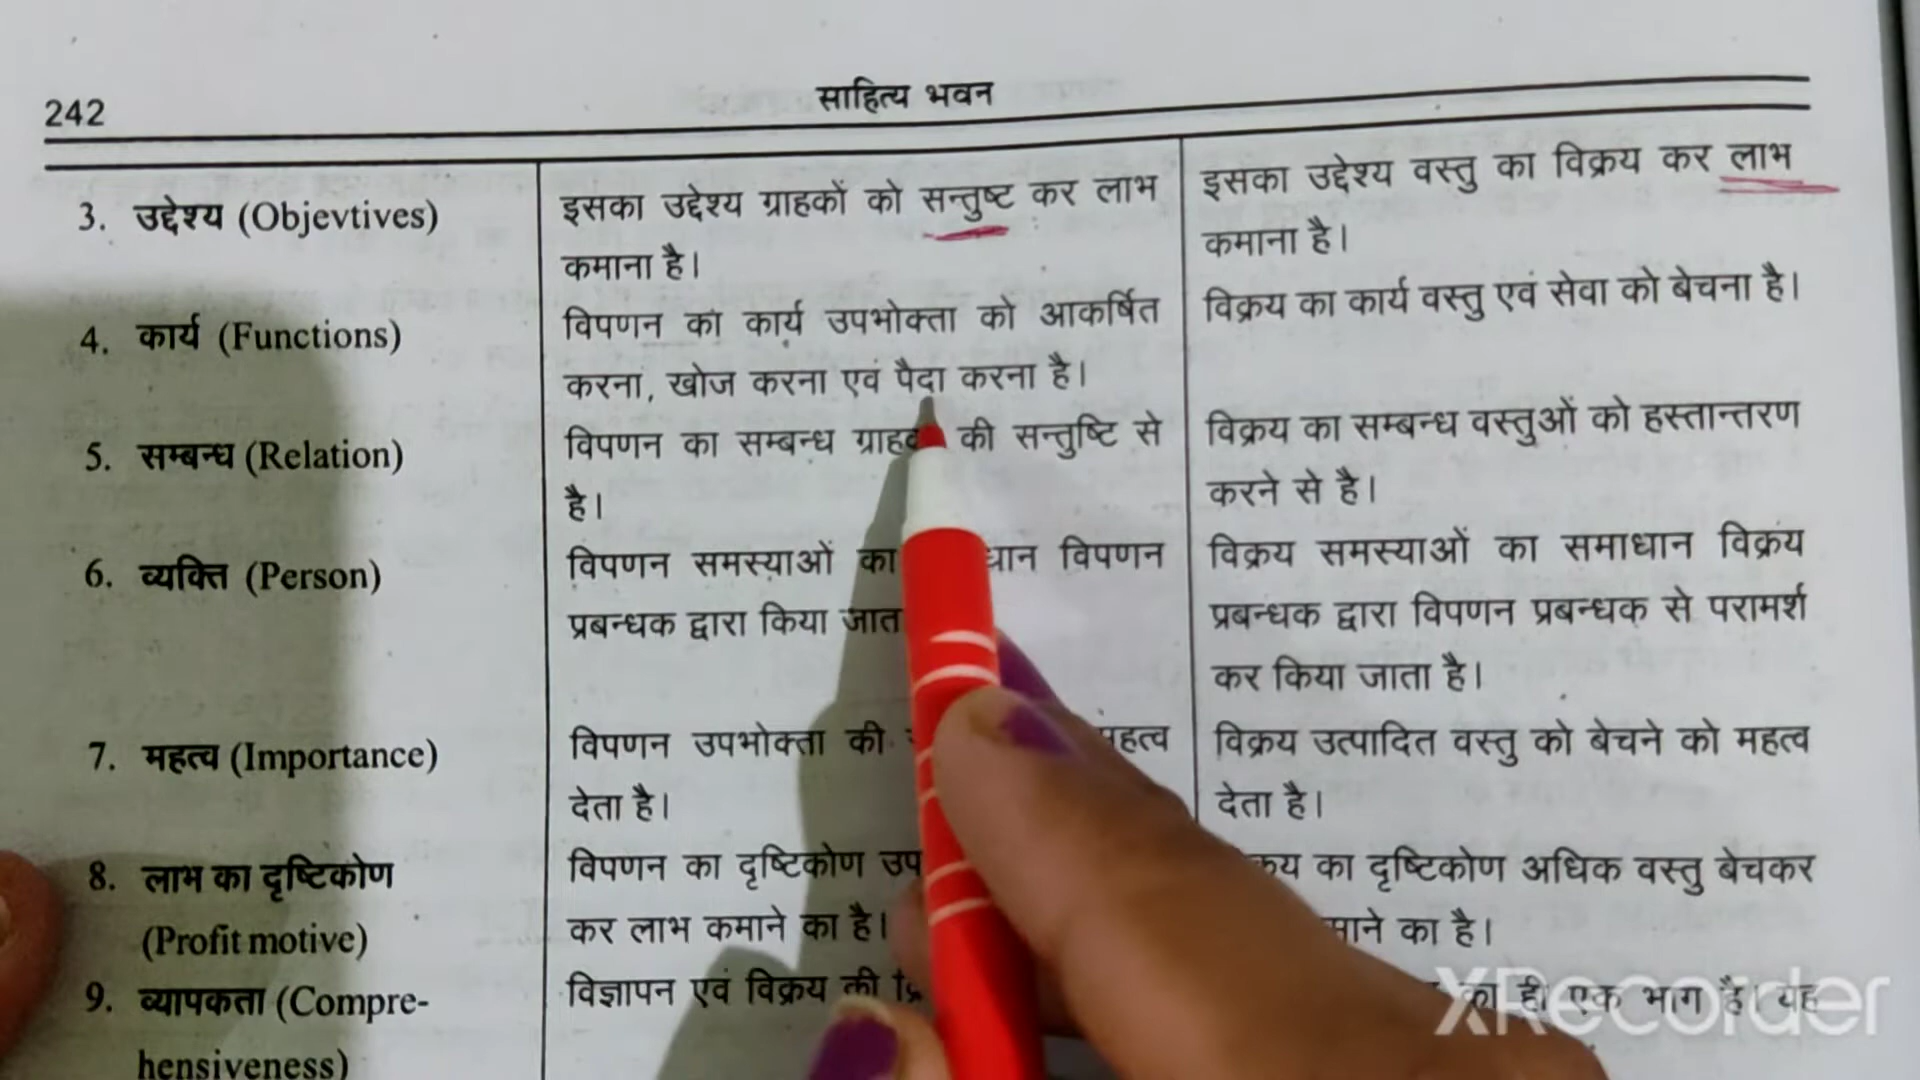 242
साहित्य भवन
3. उद्देश्य (Objevtives)
इसका उद्देश्य ग्राहकों को सन्तुष्ट कर लाभ
कमाना है।
इसका उद्देश्य वस्तु का विक्रय कर लाभ
कमाना है।
4. कार्य (Functions)
विपणन का कार्य उपभोक्ता को आकर्षित
करना, खोज करना एवं पैदा करना है।
विक्रय का कार्य वस्तु एवं सेवा को बेचना है।
5. सम्बन्ध (Relation)
विपणन का सम्बन्ध की सन्तुष्टि से
है।
विक्रय का सम्बन्ध वस्तुओं को हस्तान्तरण
करने से है।
6. व्यक्ति (Person)
विपणन समस्याओं का विपणन
प्रबन्धक द्वारा किया
विक्रय समस्याओं का समाधान विक्रय
प्रबन्धक द्वारा विपणन प्रबन्धक से परामर्श
कर किया जाता है।
7. महत्व (Importance)
विपणन उपभोक्ता की
देता है।
विक्रय उत्पादित वस्तु को बेचने को महत्व
देता है।
8. लाभ का दृष्टिकोण
(Profit motive)
विपणन का दृष्टिकोण
कर लाभ कमाने का है।
का दृष्टिकोण अधिक वस्तु बेचकर
का है।
9. व्यापकता (Compre-
hensiveness)
विज्ञापन एवं विक्रय की
का ही एक भाग है। यह
XRecorder